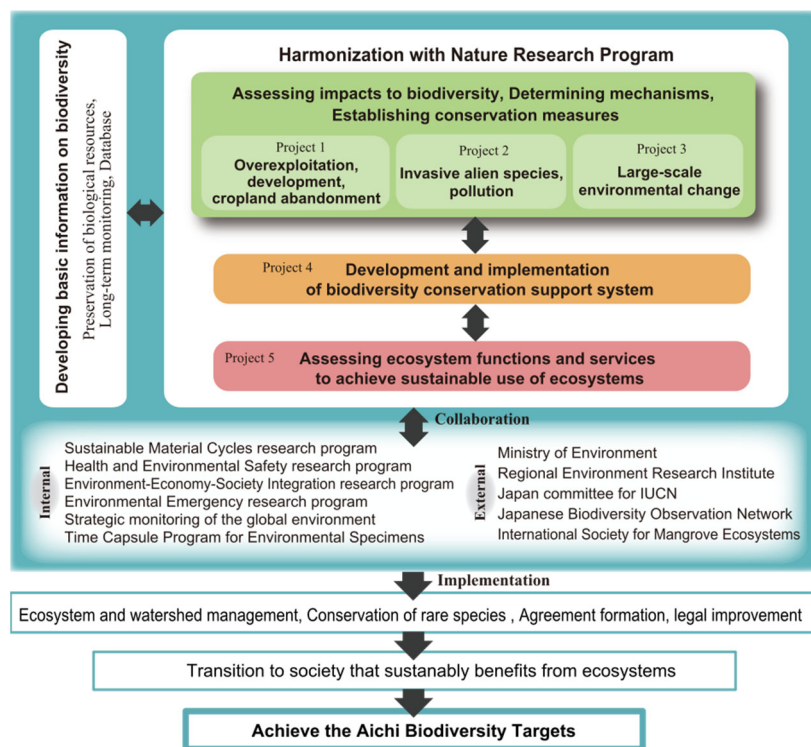 Developing basic information on biodiversity
Preservation of biological resources,
Long-term monitoring, Database
Harmonization with Nature Research Program
Assessing impacts to biodiversity, Determining mechanisms,
Establishing conservation measures
Project 1
Overexploitation,
development,
cropland abandonment
Project 2
Invasive alien species,
pollution
Project 3
Large-scale
environmental change
Project 4
Development and implementation
of biodiversity conservation support system
Project 5
Assessing ecosystem functions and services
to achieve sustainable use of ecosystems
Collaboration
Internal
Sustainable Material Cycles research program
Health and Environmental Safety research program
Environment-Economy-Society Integration research program
Environmental Emergency research program
Strategic monitoring of the global environment
Time Capsule Program for Environmental Specimens
External
Ministry of Environment
Regional Environment Research Institute
Japan committee for IUCN
Japanese Biodiversity Observation Network
International Society for Mangrove Ecosystems
Implementation
Ecosystem and watershed management, Conservation of rare species , Agreement formation, legal improvement
Transition to society that sustanably benefits from ecosystems
Achieve the Aichi Biodiversity Targets